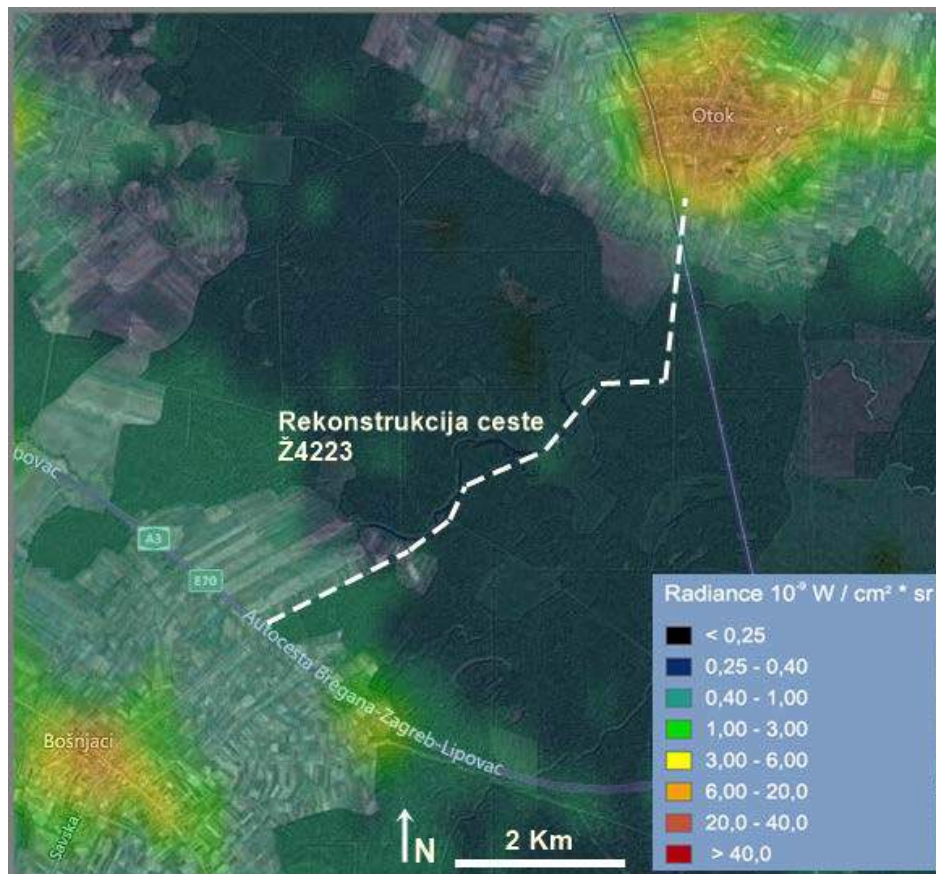 Otok
Rekonstrukcija ceste
Ž4223
A3
E70
Autocesta Bregana-Zagreb-Lipovac
Bošnjaci
Savska
N
2 Km
Radiance 10⁻⁹ W / cm² * sr
< 0,25
0,25 - 0,40
0,40 - 1,00
1,00 - 3,00
3,00 - 6,00
6,00 - 20,0
20,0 - 40,0
> 40,0